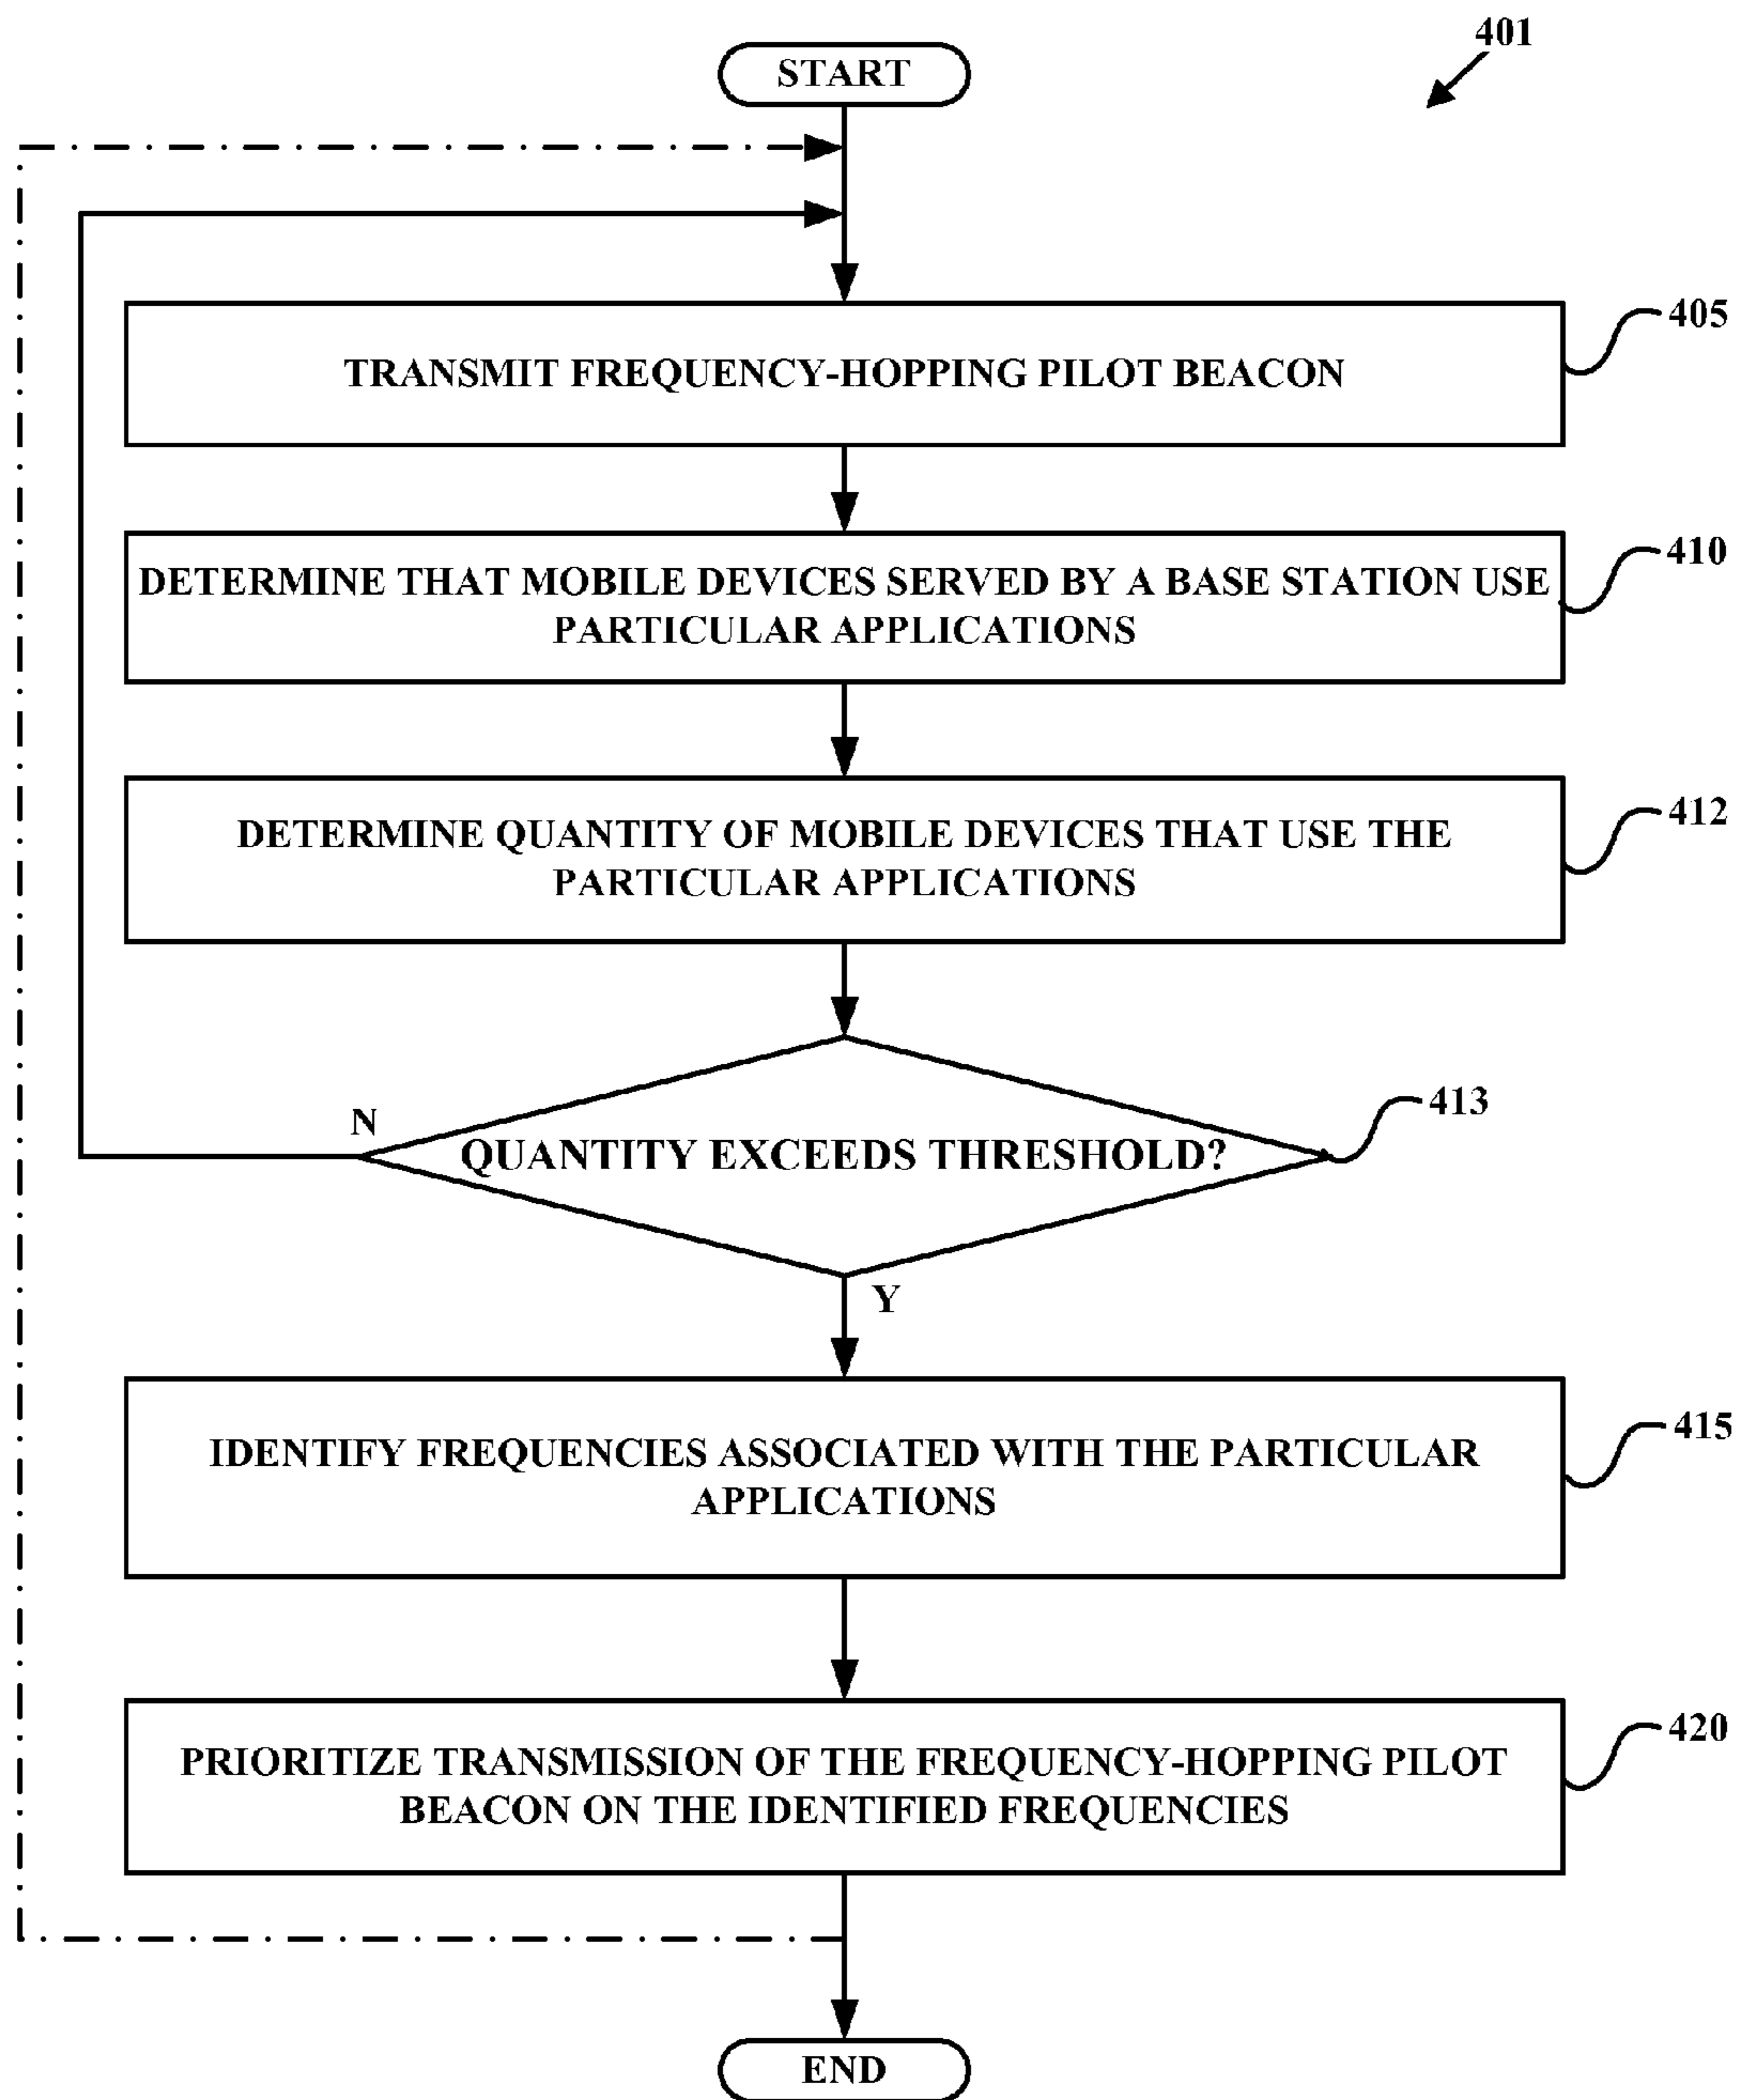 401
START
TRANSMIT FREQUENCY-HOPPING PILOT BEACON
405
DETERMINE THAT MOBILE DEVICES SERVED BY A BASE STATION USE
PARTICULAR APPLICATIONS
410
DETERMINE QUANTITY OF MOBILE DEVICES THAT USE THE
PARTICULAR APPLICATIONS
412
N
QUANTITY EXCEEDS THRESHOLD?
413
Y
IDENTIFY FREQUENCIES ASSOCIATED WITH THE PARTICULAR
APPLICATIONS
415
PRIORITIZE TRANSMISSION OF THE FREQUENCY-HOPPING PILOT
BEACON ON THE IDENTIFIED FREQUENCIES
420
END